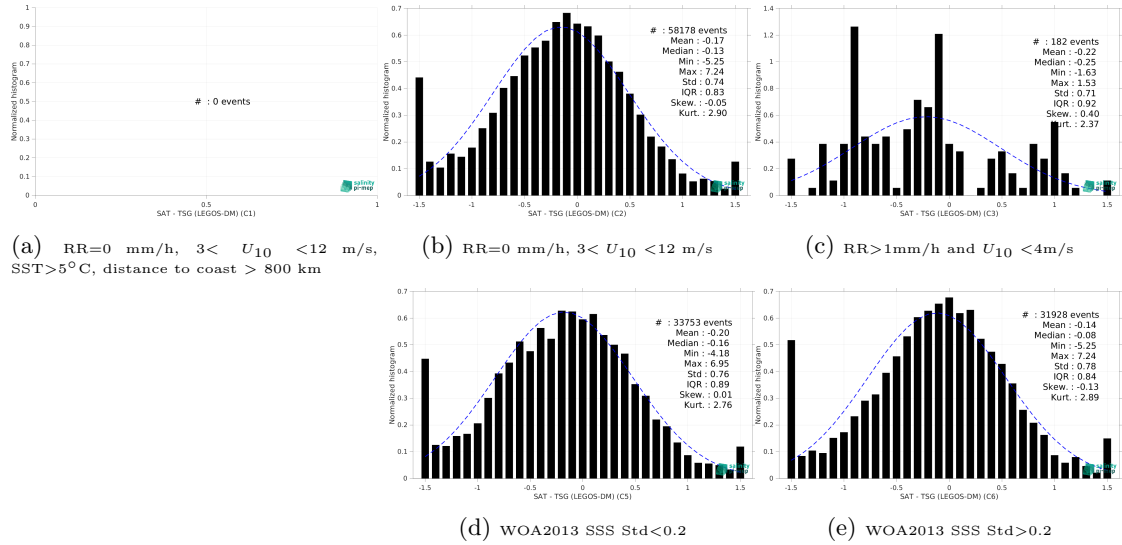 1
0.9
0.8
0.7
0.6
0.5
0.4
0.3
0.2
0.1
0
Normalized histogram
# : 0 events
0
0.5
1
SAT - TSG (LEGOS-DM) (C1)
salinity
pi-mep
(a) RR=0 mm/h, 3< U10 <12 m/s,
SST>5°C, distance to coast > 800 km
0.7
0.6
0.5
0.4
0.3
0.2
0.1
0
Normalized histogram
# : 58178 events
Mean : -0.17
Median : -0.13
Min : -5.25
Max : 7.24
Std : 0.74
IQR : 0.83
Skew. : -0.05
Kurt. : 2.90
-1.5
-1
-0.5
0
0.5
1
1.5
SAT - TSG (LEGOS-DM) (C2)
salinity
pi-mep
(b) RR=0 mm/h, 3< U10 <12 m/s
1.4
1.2
1
0.8
0.6
0.4
0.2
0
Normalized histogram
# : 182 events
Mean : -0.22
Median : -0.25
Min : -1.63
Max : 1.53
Std : 0.71
IQR : 0.92
Skew. : 0.40
Kurt. : 2.37
-1.5
-1
-0.5
0
0.5
1
1.5
SAT - TSG (LEGOS-DM) (C3)
salinity
pi-mep
(c) RR>1mm/h and U10 <4m/s
0.7
0.6
0.5
0.4
0.3
0.2
0.1
0
Normalized histogram
# : 33753 events
Mean : -0.20
Median : -0.16
Min : -4.18
Max : 6.95
Std : 0.76
IQR : 0.89
Skew. : 0.01
Kurt. : 2.76
-1.5
-1
-0.5
0
0.5
1
1.5
SAT - TSG (LEGOS-DM) (C5)
salinity
pi-mep
(d) WOA2013 SSS Std<0.2
0.7
0.6
0.5
0.4
0.3
0.2
0.1
0
Normalized histogram
# : 31928 events
Mean : -0.14
Median : -0.08
Min : -5.25
Max : 7.24
Std : 0.78
IQR : 0.84
Skew. : -0.13
Kurt. : 2.89
-1.5
-1
-0.5
0
0.5
1
1.5
SAT - TSG (LEGOS-DM) (C6)
salinity
pi-mep
(e) WOA2013 SSS Std>0.2